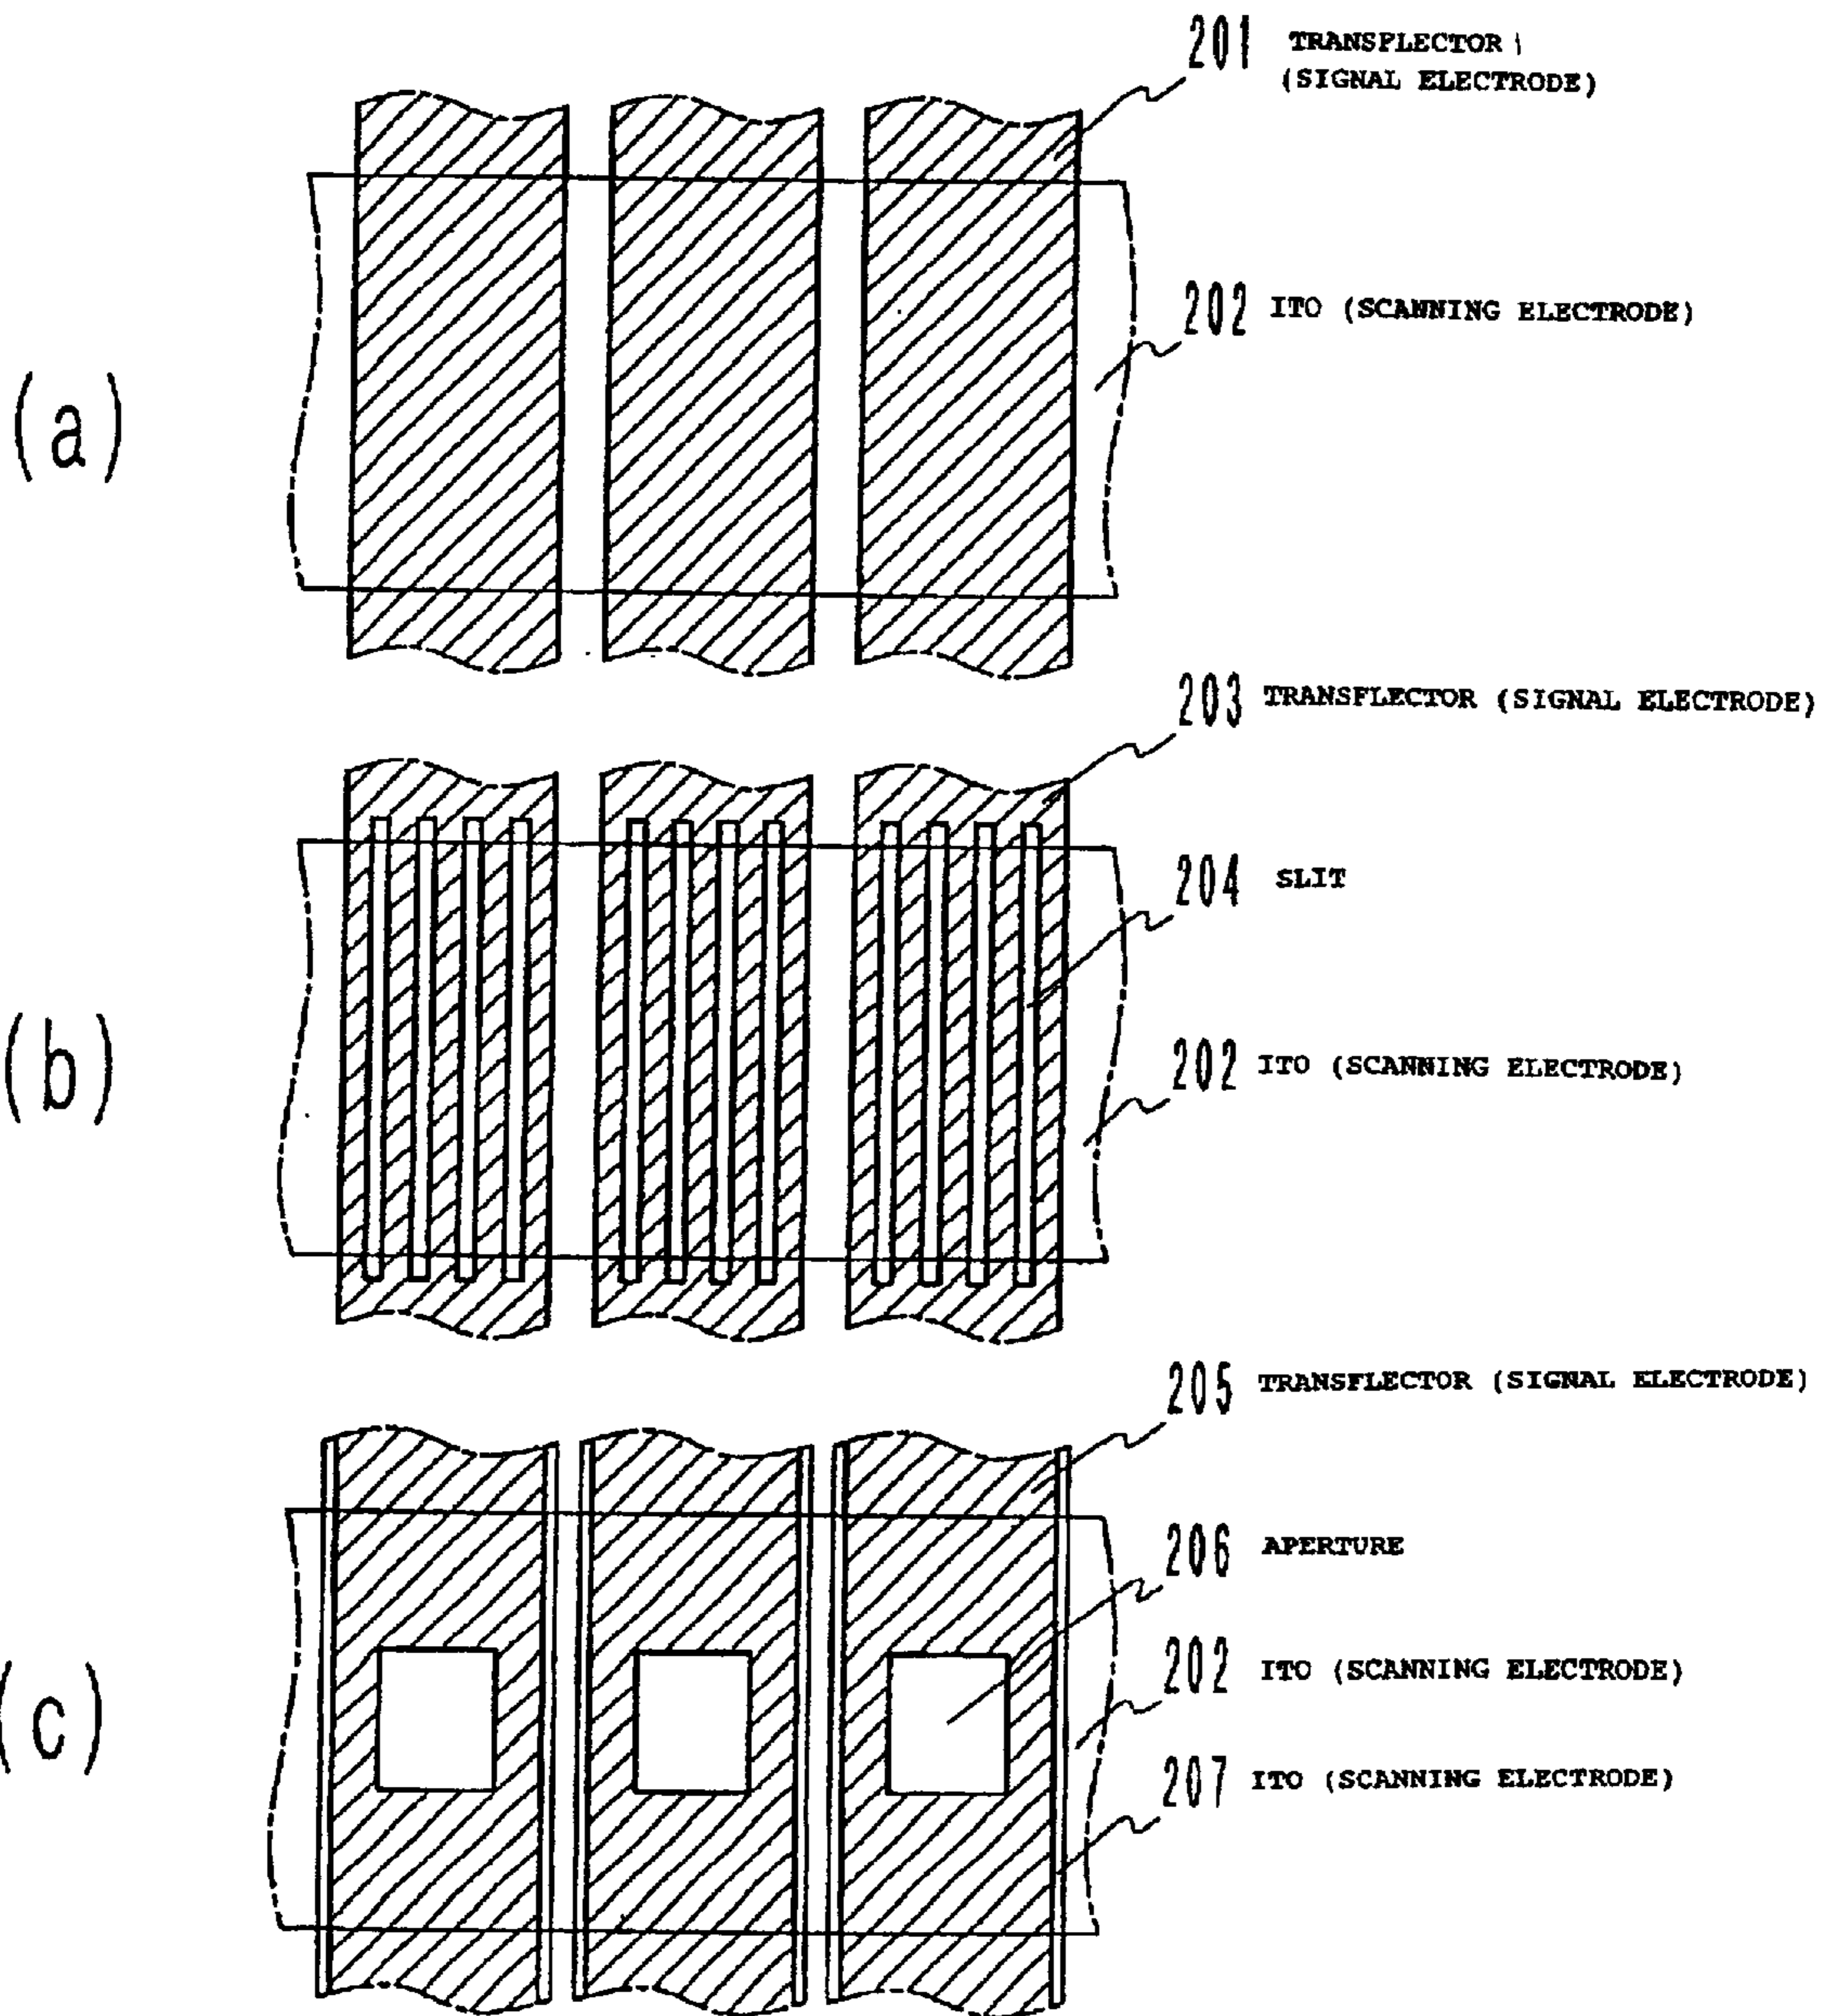 201 TRANSPLECTOR
(SIGNAL ELECTRODE)
202 ITO (SCANNING ELECTRODE)
(a)
203 TRANSFLECTOR (SIGNAL ELECTRODE)
204 SLIT
(b)
202 ITO (SCANNING ELECTRODE)
205 TRANSFLECTOR (SIGNAL ELECTRODE)
206 APERTURE
202 ITO (SCANNING ELECTRODE)
(c)
207 ITO (SCANNING ELECTRODE)